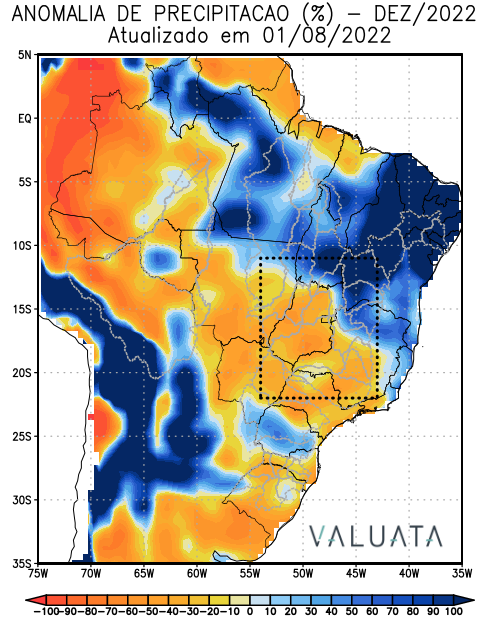 ANOMALIA DE PRECIPITACAO (%) – DEZ/2022
Atualizado em 01/08/2022
5N
EQ
5S
10S
15S
20S
25S
30S
35S
75W 70W 65W 60W 55W 50W 45W 40W 35W
VALUATA
-100 -90 -80 -70 -60 -50 -40 -30 -20 -10 0 10 20 30 40 50 60 70 80 90 100